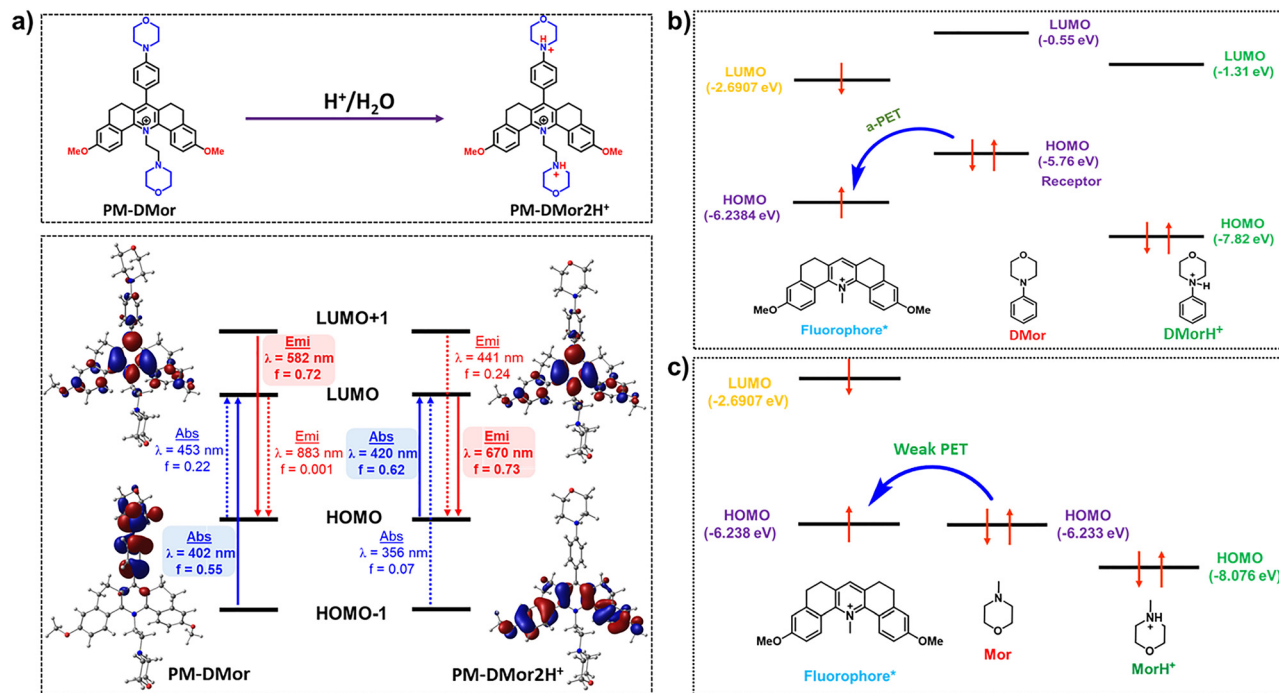 a)
O
N
N
⊕
MeO
OMe
N
O
PM-DMor
H⁺/H₂O
O
H
N
+
N
⊕
MeO
OMe
NH
+
O
PM-DMor2H⁺
LUMO+1
Emi
λ = 582 nm
f = 0.72
Emi
λ = 441 nm
f = 0.24
LUMO
Abs
λ = 453 nm
f = 0.22
Emi
λ = 883 nm
f = 0.001
Abs
λ = 420 nm
f = 0.62
Emi
λ = 670 nm
f = 0.73
HOMO
Abs
λ = 402 nm
f = 0.55
Abs
λ = 356 nm
f = 0.07
HOMO-1
PM-DMor
PM-DMor2H⁺
b)
LUMO
(-2.6907 eV)
LUMO
(-0.55 eV)
LUMO
(-1.31 eV)
a-PET
HOMO
(-5.76 eV)
Receptor
HOMO
(-6.2384 eV)
HOMO
(-7.82 eV)
N
+
MeO
OMe
Fluorophore*
O
N
DMor
O
+
N-H
DMorH⁺
c)
LUMO
(-2.6907 eV)
Weak PET
HOMO
(-6.238 eV)
HOMO
(-6.233 eV)
HOMO
(-8.076 eV)
N
+
MeO
OMe
Fluorophore*
N
O
Mor
NH
+
O
MorH⁺